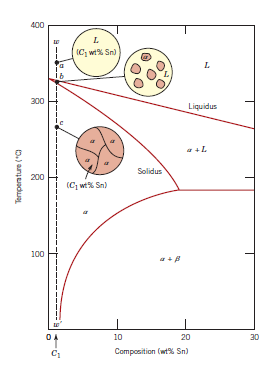 400
w
L
(C1 wt% Sn)
α
L
L
a
b
300
Liquidus
c
α
α
α
α
α + L
200
Solidus
(C1 wt% Sn)
α
α + β
100
Temperature (°C)
w'
0
10
20
30
C1
Composition (wt% Sn)